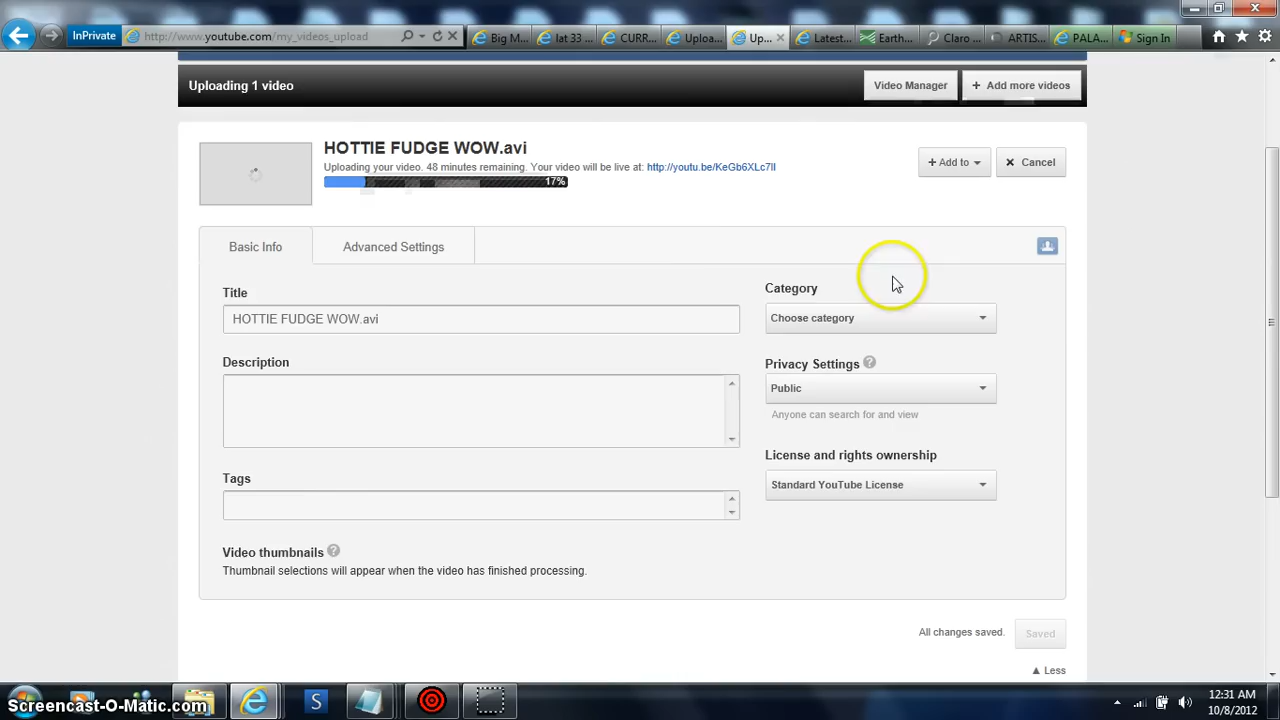 InPrivate
http://www.youtube.com/my_videos_upload
Big M...
lat 33 ...
CURR...
Uploa...
Up...
Latest...
Earth...
Claro ...
ARTIS...
PALA...
Sign In
Uploading 1 video
Video Manager
+ Add more videos
HOTTIE FUDGE WOW.avi
Uploading your video. 48 minutes remaining. Your video will be live at: http://youtu.be/KeGb6XLc7lI
17%
+ Add to
Cancel
Basic Info
Advanced Settings
Title
HOTTIE FUDGE WOW.avi
Description
Tags
Video thumbnails ?
Thumbnail selections will appear when the video has finished processing.
Category
Choose category
Privacy Settings ?
Public
Anyone can search for and view
License and rights ownership
Standard YouTube License
All changes saved.
Saved
Less
S
Screencast-O-Matic.com
12:31 AM
10/8/2012